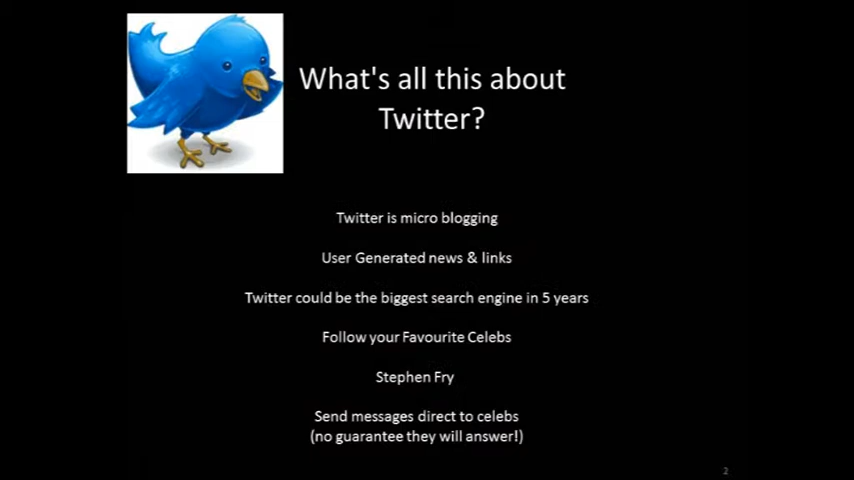 What's all this about
Twitter?
Twitter is micro blogging
User Generated news & links
Twitter could be the biggest search engine in 5 years
Follow your Favourite Celebs
Stephen Fry
Send messages direct to celebs
(no guarantee they will answer!)
2